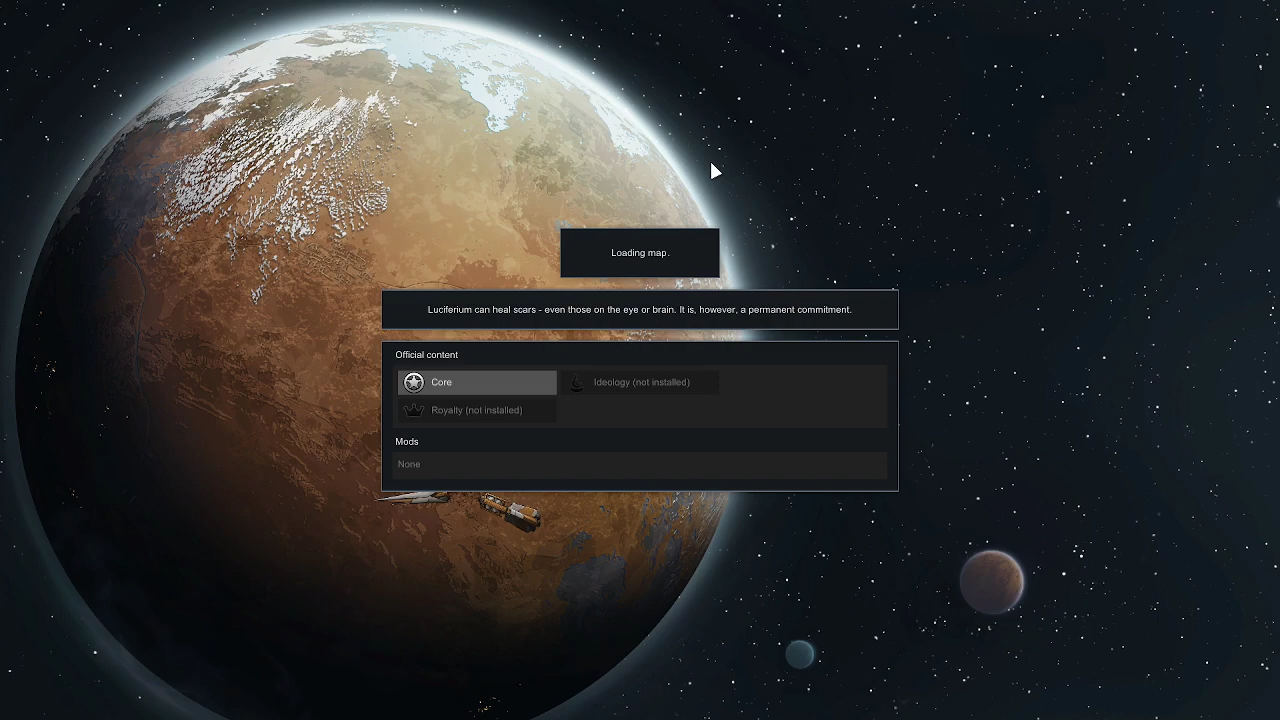 Loading map.
Luciferium can heal scars - even those on the eye or brain. It is, however, a permanent commitment.
Official content
Core
Ideology (not installed)
Royalty (not installed)
Mods
None